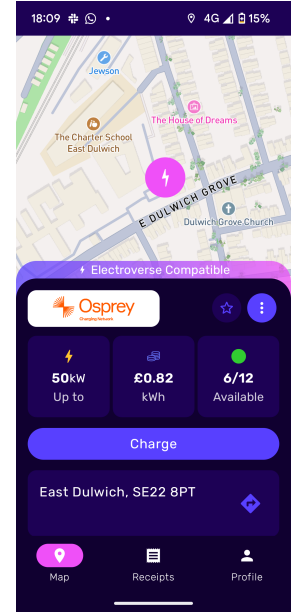 18:09
4G
15%
Jewson
The House of Dreams
The Charter School
East Dulwich
E DULWICH GROVE
Dulwich Grove Church
Electroverse Compatible
Osprey
Charging Network
50kW
Up to
£0.82
kWh
6/12
Available
Charge
East Dulwich, SE22 8PT
Map
Receipts
Profile